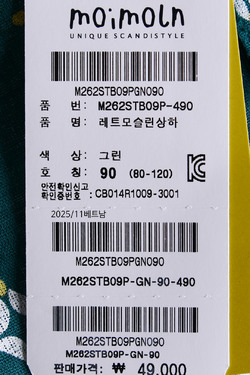 moimoln
UNIQUE SCANDISTYLE
M262STB09PGN090
품 번: M262STB09P-490
품 명: 레트모슬린상하
색 상: 그린
호 칭: 90 (80-120)
안전확인신고
확인증번호 : CB014R1009-3001
2025/11베트남
M262STB09PGN090
M262STB09P-GN-90-490
M262STB09PGN090
M262STB09P-GN-90
판매가격: ₩ 49,000